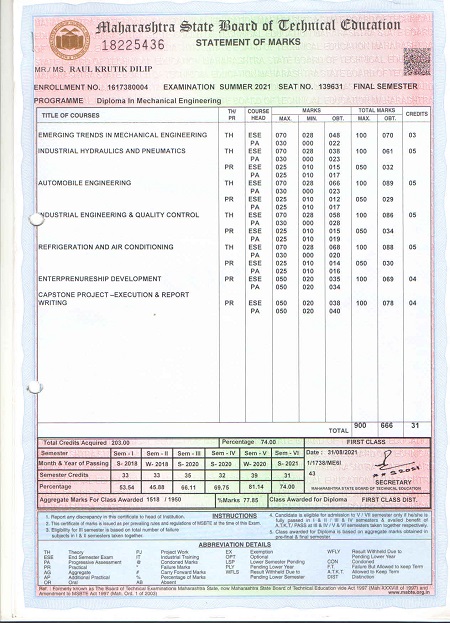 Maharashtra State Board of Technical Education
18225436
STATEMENT OF MARKS
MR./ MS. RAUL KRUTIK DILIP
ENROLLMENT NO. 1617380004 EXAMINATION SUMMER 2021 SEAT NO. 139631 FINAL SEMESTER
PROGRAMME Diploma In Mechanical Engineering
TITLE OF COURSES TH/ PR COURSE HEAD MARKS MAX. MIN. OBT. TOTAL MARKS MAX. OBT. CREDITS
EMERGING TRENDS IN MECHANICAL ENGINEERING TH ESE 070 028 048 100 070 03
PA 030 000 022
INDUSTRIAL HYDRAULICS AND PNEUMATICS TH ESE 070 028 038 100 061 05
PA 030 000 023
PR ESE 025 010 015 050 032
PA 025 010 017
AUTOMOBILE ENGINEERING TH ESE 070 028 066 100 089 05
PA 030 000 023
PR ESE 025 010 012 050 029
PA 025 010 017
INDUSTRIAL ENGINEERING & QUALITY CONTROL TH ESE 070 028 058 100 086 05
PA 030 000 028
PR ESE 025 010 015 050 034
PA 025 010 019
REFRIGERATION AND AIR CONDITIONING TH ESE 070 028 068 100 088 05
PA 030 000 020
PR ESE 025 010 014 050 030
PA 025 010 016
ENTERPRENURESHIP DEVELOPMENT PR ESE 050 020 035 100 069 04
PA 050 020 034
CAPSTONE PROJECT –EXECUTION & REPORT
WRITING PR ESE 050 020 038 100 078 04
PA 050 020 040
TOTAL 900 666 31
Total Credits Acquired 203.00 Percentage 74.00 FIRST CLASS
Semester Sem - I Sem - II Sem - III Sem - IV Sem - V Sem - VI Date : 31/08/2021
Month & Year of Passing S- 2018 W- 2018 S- 2020 S- 2020 W- 2020 S- 2021 1/1738/ME6I
Semester Credits 33 33 35 32 39 31 43
SECRETARY
Percentage 53.54 45.88 66.11 69.75 81.14 74.00 MAHARASHTRA STATE BOARD OF TECHNICAL EDUCATION
Aggregate Marks For Class Awarded 1518 / 1950 %Marks 77.85 Class Awarded for Diploma FIRST CLASS DIST.
INSTRUCTIONS
1. Report any discrepancy in this certificate to head of Institution.
2. This certificate of marks is issued as per prevailing rules and regulations of MSBTE at the time of this Exam.
3. Eligibility for III semester is based on total number of failure
subjects in I & II semesters taken together.
4. Candidate is eligible for admission to V / VI semester only if he/she is
fully passed in I & II / III & IV semesters & availed benefit of
A.T.K.T./ PASS at III & IV / V & VI semesters taken together respectively.
5. Class awarded for Diploma is based on aggregate marks obtained in
pre-final & final semester.
ABBREVIATION DETAILS
TH Theory PJ Project Work EX Exemption WFLY Result Withheld Due to
ESE End Semester Exam IT Industrial Training OPT Optional Pending Lower Year
PA Progressive Assessment @ Condoned Marks LSP Lower Semester Pending CON Condoned
PR Practical * Failure Marks PLY Pending Lower Year F.T. Failure But Allowed to keep Term
AG Aggregate # Carry Forward Marks WFLS Result Withheld Due to A.T.K.T. Allowed to Keep Term
AP Additional Practical % Percentage of Marks Pending Lower Semester DIST Distinction
OR Oral AB Absent
Ref. : formerly known as The Board of Technical Examinations Maharashtra State, now Maharashtra State Board of Technical Education vide Act 1997 (Mah XXXVIII of 1997) and
Amendment to MSBTE Act 1997 (Mah. Ord. 1 of 2003) www.msbte.org.in